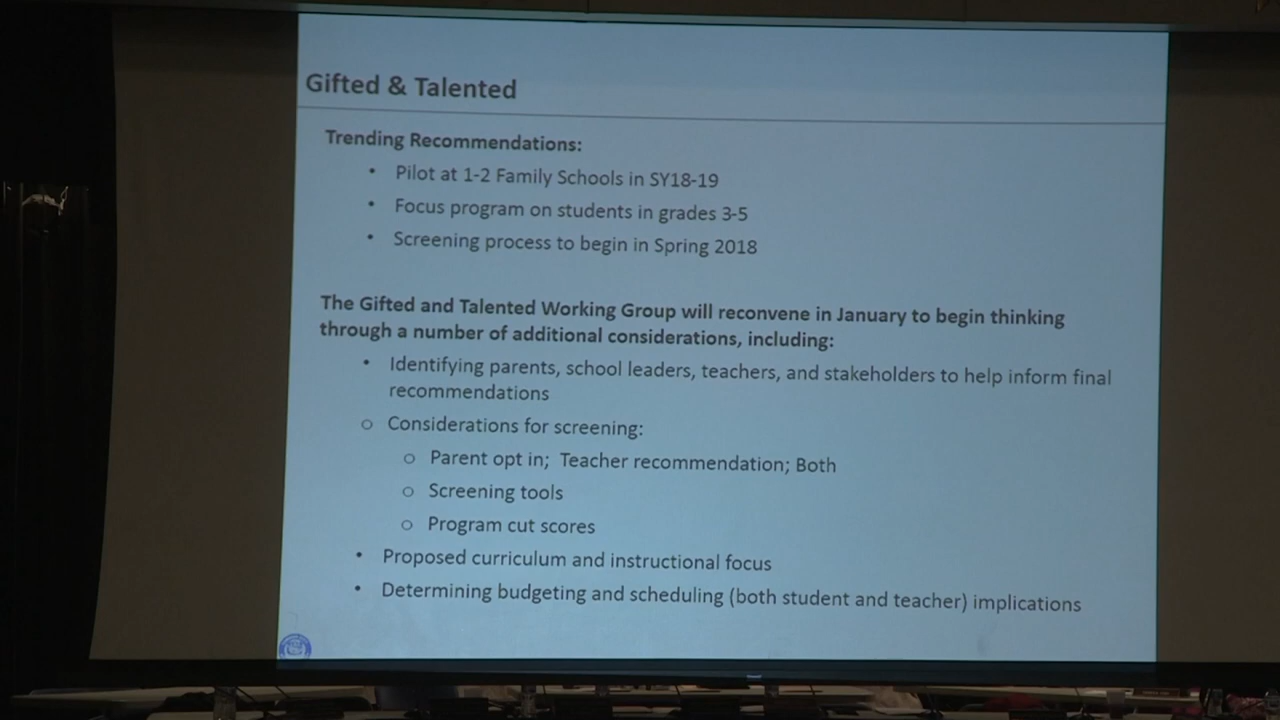 Gifted & Talented
Trending Recommendations:
• Pilot at 1-2 Family Schools in SY18-19
• Focus program on students in grades 3-5
• Screening process to begin in Spring 2018
The Gifted and Talented Working Group will reconvene in January to begin thinking
through a number of additional considerations, including:
• Identifying parents, school leaders, teachers, and stakeholders to help inform final
recommendations
o Considerations for screening:
o Parent opt in; Teacher recommendation; Both
o Screening tools
o Program cut scores
• Proposed curriculum and instructional focus
• Determining budgeting and scheduling (both student and teacher) implications